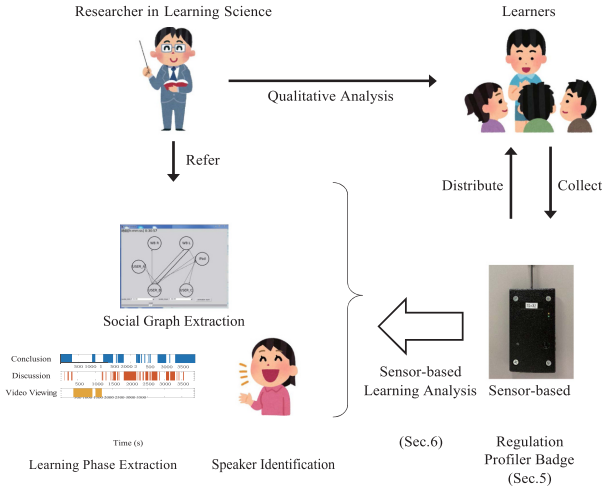 Researcher in Learning Science
Learners
Qualitative Analysis
Refer
Distribute
Collect
Social Graph Extraction
Sensor-based
Learning Analysis
Sensor-based
Conclusion
Discussion
Video Viewing
Time (s)
Learning Phase Extraction
Speaker Identification
(Sec.6)
Regulation
Profiler Badge
(Sec.5)